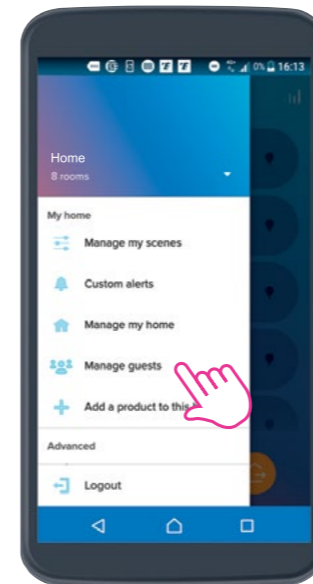 0% 16:13
Home
8 rooms
My home
Manage my scenes
Custom alerts
Manage my home
Manage guests
Add a product to this
Advanced
Logout